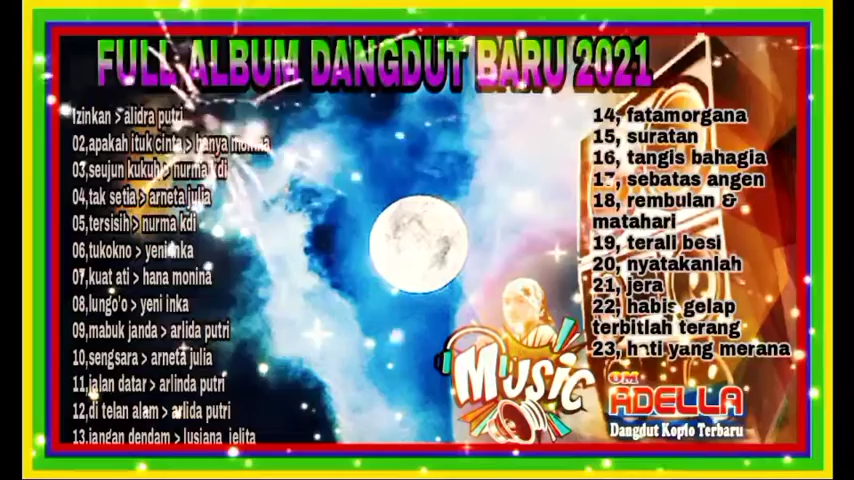 FULL ALBUM DANGDUT BARU 2021
Izinkan > alidra putri
02,apakah ituk cinta > hanya monina
03,seujun kukuh > nurma kdi
04,tak setia > arneta julia
05,tersisih > nurma kdi
06,tukokno > yeni inka
07,kuat ati > hana monina
08,lungo'o > yeni inka
09,mabuk janda > arlida putri
10,sengsara > arneta julia
11,jalan datar > arlinda putri
12,di telan alam > arlida putri
13,jangan dendam > lusiana jelita
14, fatamorgana
15, suratan
16, tangis bahagia
17, sebatas angen
18, rembulan &
matahari
19, terali besi
20, nyatakanlah
21, jera
22, habis gelap
terbitlah terang
23, hati yang merana
MUSIC
OM
ADELLA
Dangdut Koplo Terbaru